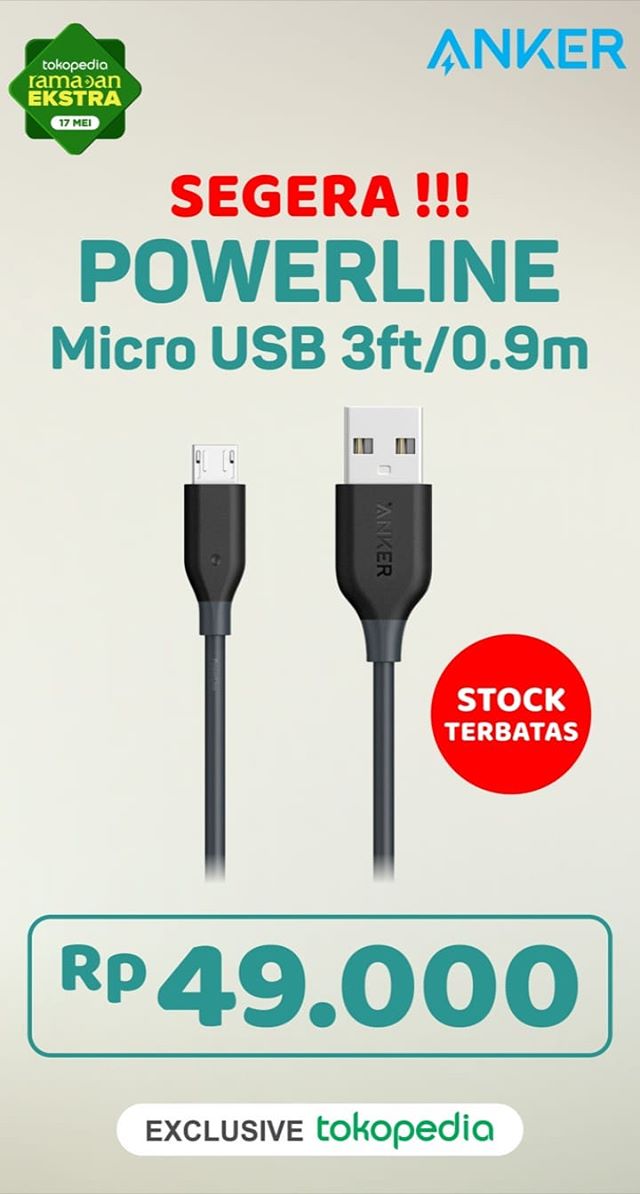 tokopedia
ramadan
EKSTRA
17 MEI
ANKER
SEGERA !!!
POWERLINE
Micro USB 3ft/0.9m
ANKER
STOCK
TERBATAS
Rp 49.000
EXCLUSIVE tokopedia